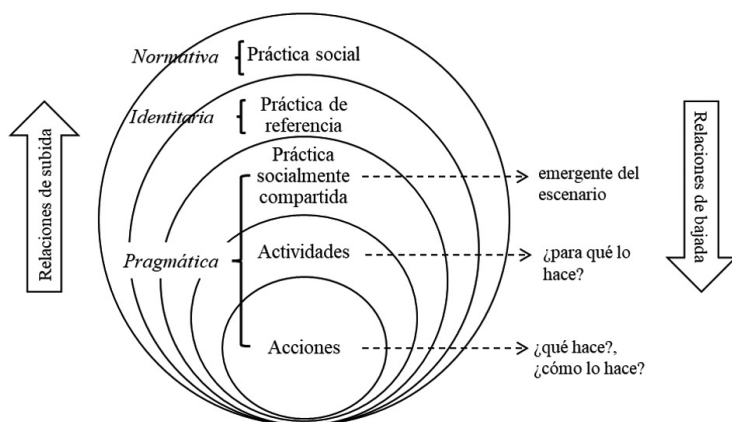 Normativa
Práctica social
Identitaria
Práctica de
referencia
Práctica
socialmente
compartida
emergente del
escenario
Pragmática
Actividades
¿para qué lo
hace?
Acciones
¿qué hace?,
¿cómo lo hace?
Relaciones de subida
Relaciones de bajada